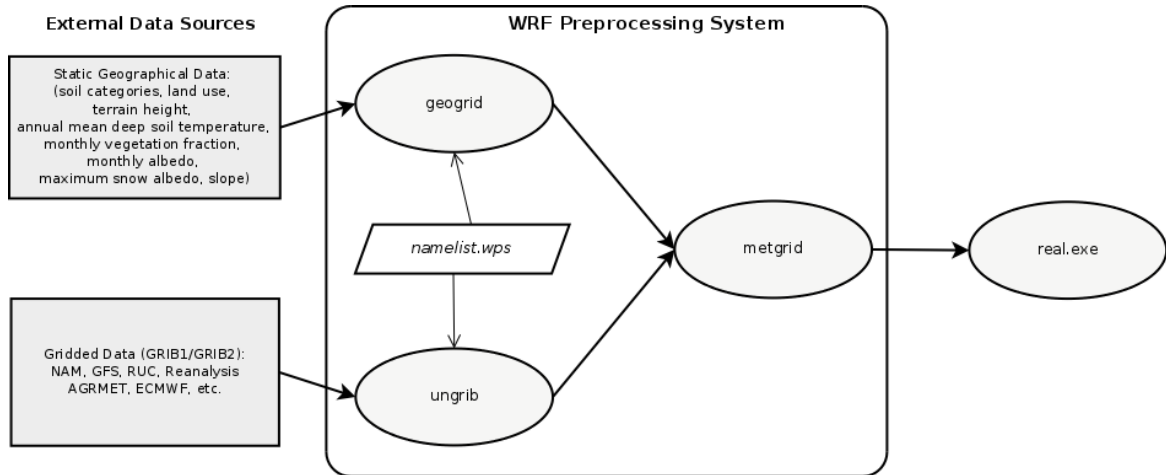 External Data Sources
WRF Preprocessing System
Static Geographical Data:
(soil categories, land use,
terrain height,
annual mean deep soil temperature,
monthly vegetation fraction,
monthly albedo,
maximum snow albedo, slope)
geogrid
namelist.wps
metgrid
real.exe
Gridded Data (GRIB1/GRIB2):
NAM, GFS, RUC, Reanalysis
AGRMET, ECMWF, etc.
ungrib